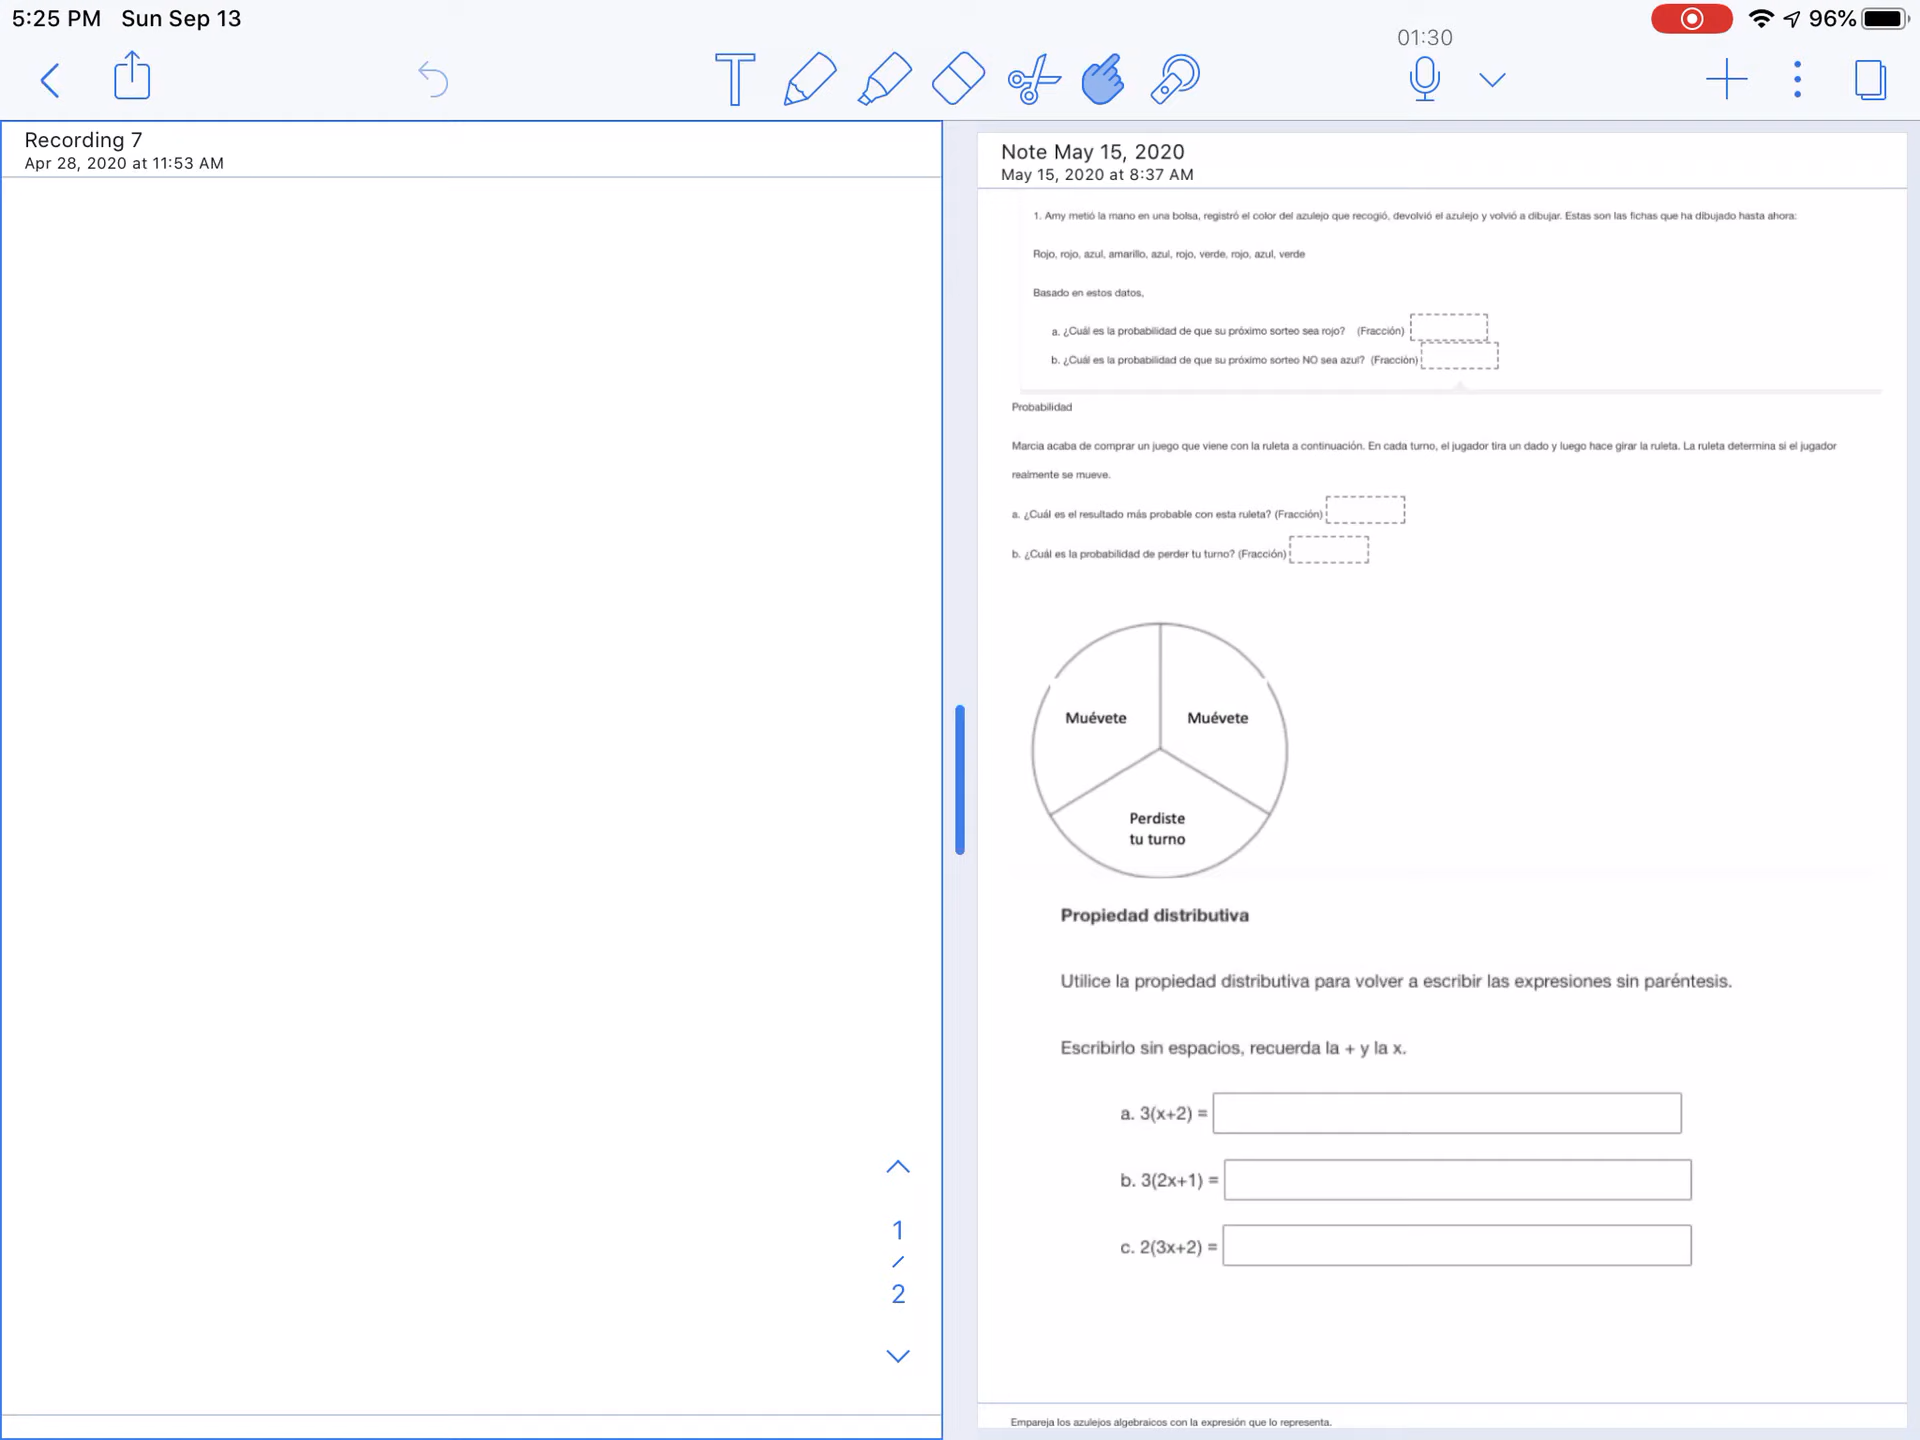 5:25 PM Sun Sep 13
96%
01:30
Recording 7
Apr 28, 2020 at 11:53 AM
1
/
2
Note May 15, 2020
May 15, 2020 at 8:37 AM
1. Amy metió la mano en una bolsa, registró el color del azulejo que recogió, devolvió el azulejo y volvió a dibujar. Estas son las fichas que ha dibujado hasta ahora:
Rojo, rojo, azul, amarillo, azul, rojo, verde, rojo, azul, verde
Basado en estos datos,
a. ¿Cuál es la probabilidad de que su próximo sorteo sea rojo? (Fracción)
b. ¿Cuál es la probabilidad de que su próximo sorteo NO sea azul? (Fracción)
Probabilidad
Marcia acaba de comprar un juego que viene con la ruleta a continuación. En cada turno, el jugador tira un dado y luego hace girar la ruleta. La ruleta determina si el jugador
realmente se mueve.
a. ¿Cuál es el resultado más probable con esta ruleta? (Fracción)
b. ¿Cuál es la probabilidad de perder tu turno? (Fracción)
Muévete Muévete
Perdiste
tu turno
Propiedad distributiva
Utilice la propiedad distributiva para volver a escribir las expresiones sin paréntesis.
Escribirlo sin espacios, recuerda la + y la x.
a. 3(x+2) =
b. 3(2x+1) =
c. 2(3x+2) =
Empareja los azulejos algebraicos con la expresión que lo representa.